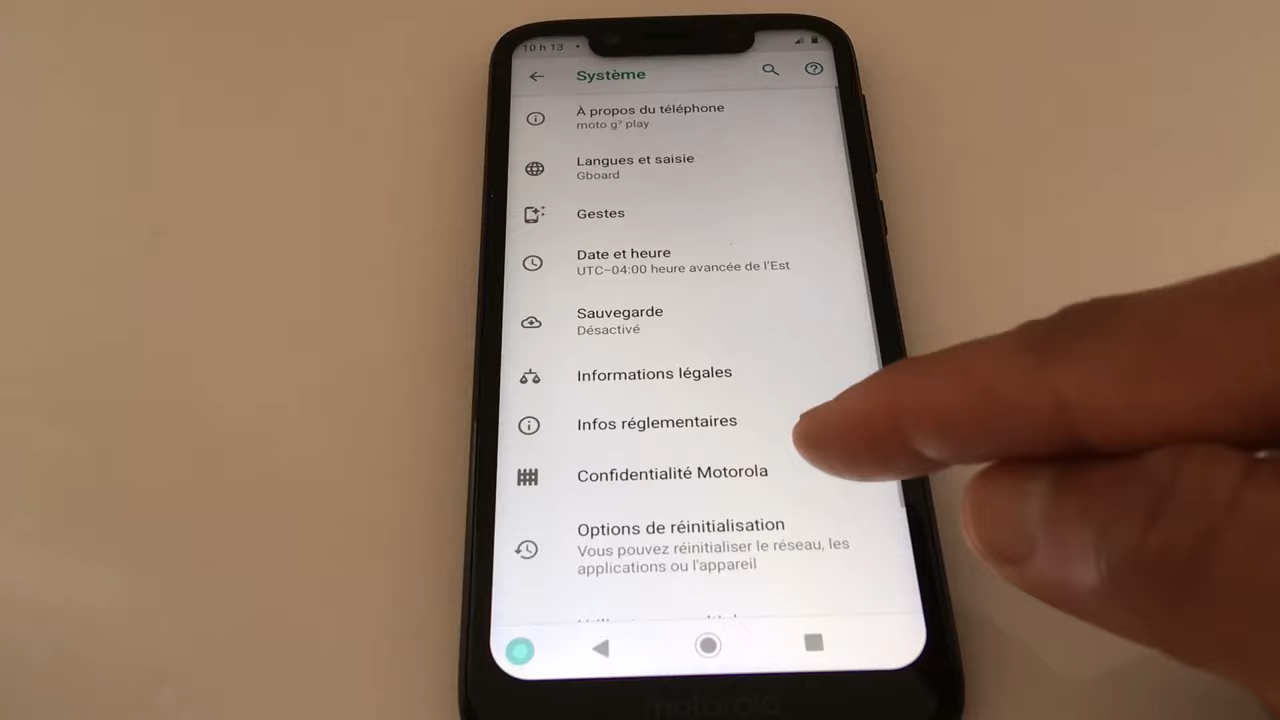 10 h 13
Système
À propos du téléphone
moto g⁷ play
Langues et saisie
Gboard
Gestes
Date et heure
UTC−04:00 heure avancée de l'Est
Sauvegarde
Désactivé
Informations légales
Infos réglementaires
Confidentialité Motorola
Options de réinitialisation
Vous pouvez réinitialiser le réseau, les
applications ou l'appareil
motorola